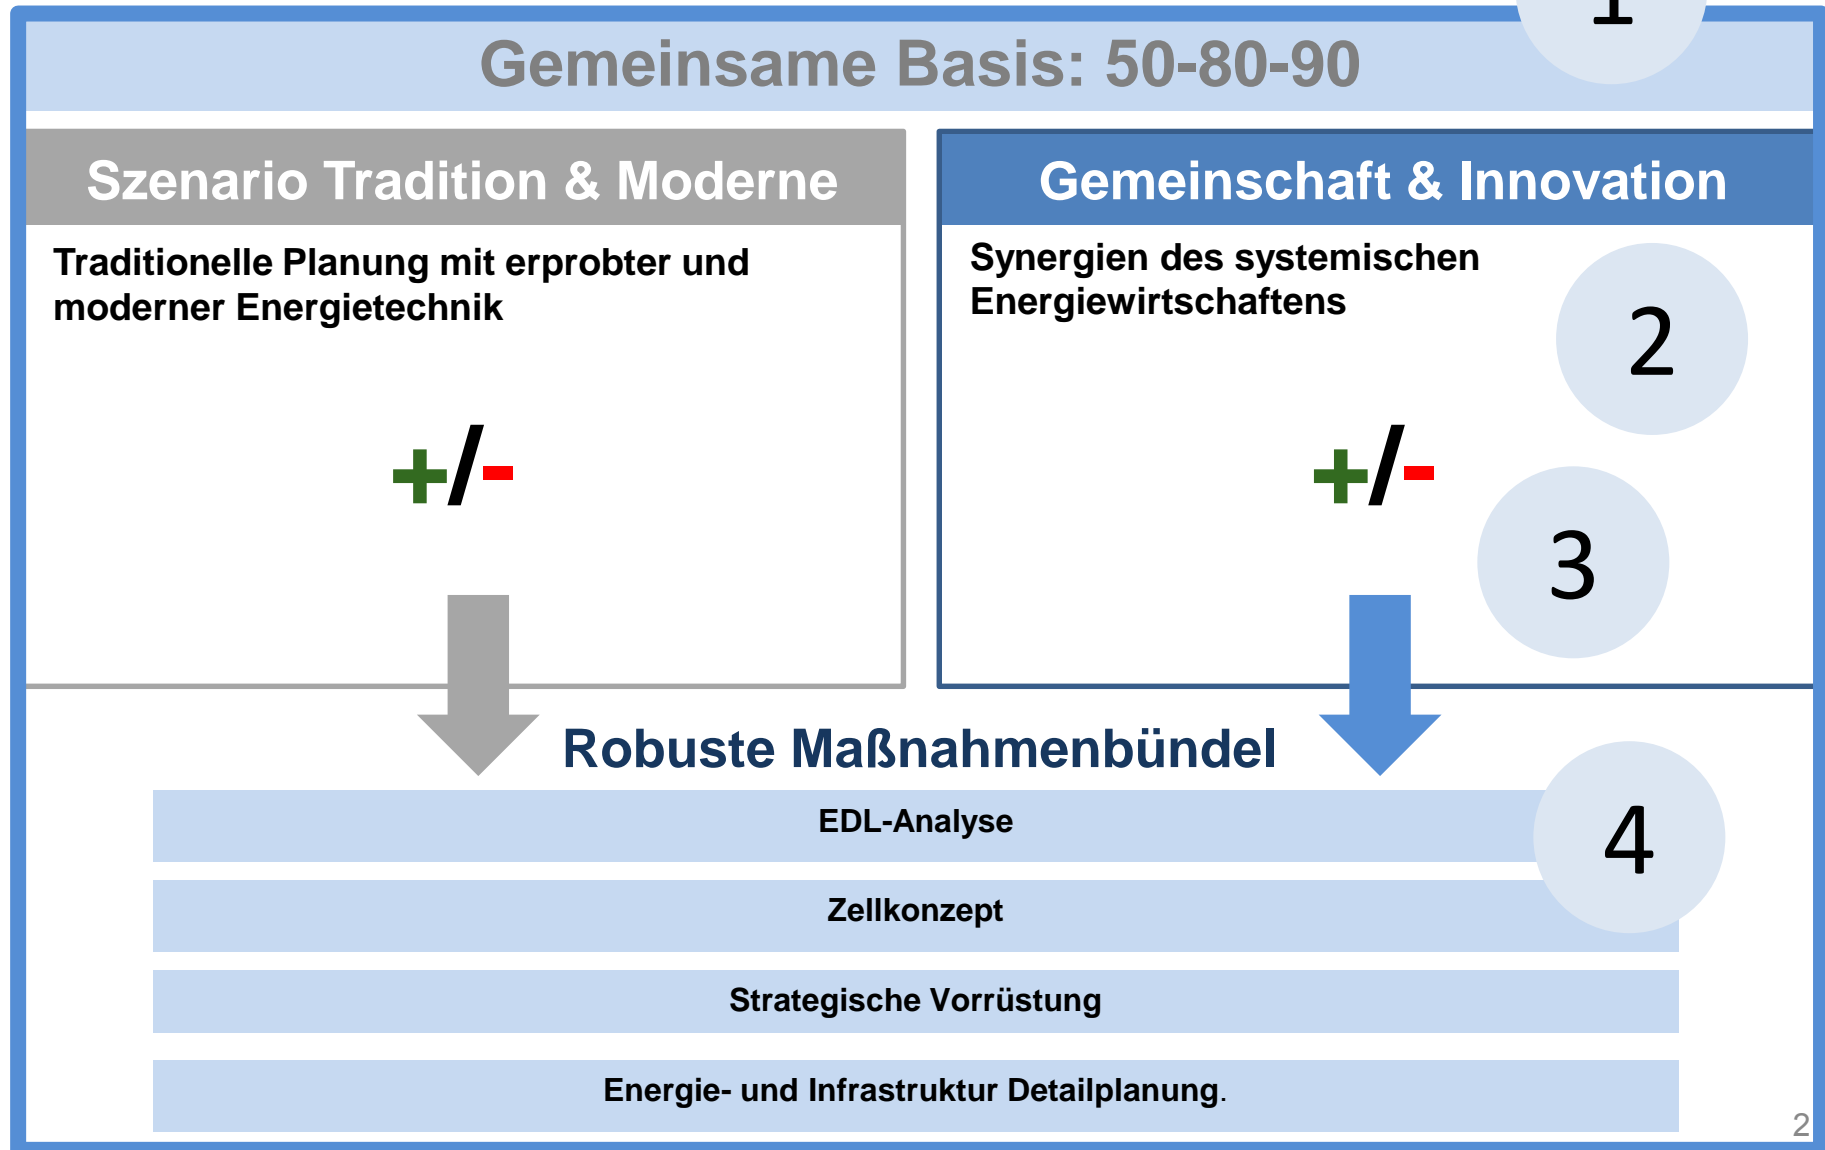 1
Gemeinsame Basis: 50-80-90
Szenario Tradition & Moderne
Traditionelle Planung mit erprobter und
moderner Energietechnik
+/-
Gemeinschaft & Innovation
Synergien des systemischen
Energiewirtschaftens
2
+/-
3
Robuste Maßnahmenbündel
4
EDL-Analyse
Zellkonzept
Strategische Vorrüstung
Energie- und Infrastruktur Detailplanung.
2